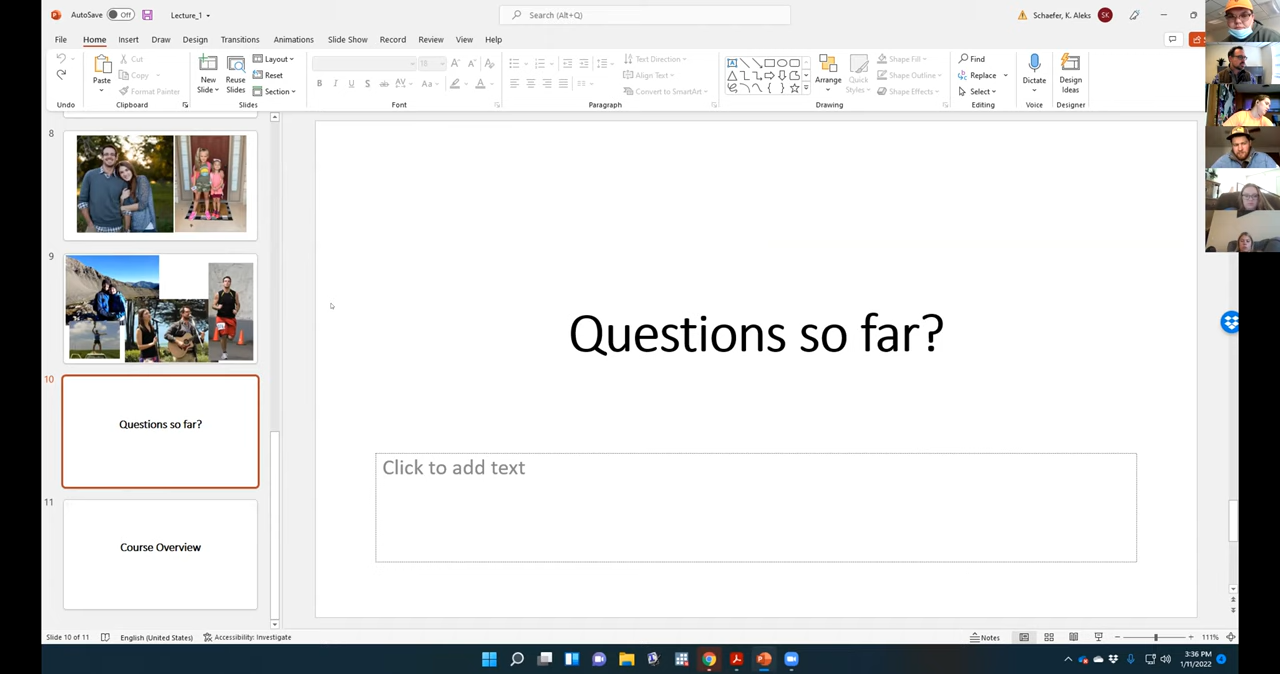 AutoSave Off Lecture_1 Search (Alt+Q) Schaefer, K. Aleks SK
File Home Insert Draw Design Transitions Animations Slide Show Record Review View Help
Undo
Paste
Cut
Copy
Format Painter
Clipboard
New Slide
Reuse Slides
Layout
Reset
Section
Slides
18
Font
Text Direction
Align Text
Convert to SmartArt
Paragraph
Arrange
Quick Styles
Shape Fill
Shape Outline
Shape Effects
Drawing
Find
Replace
Select
Editing
Dictate
Voice
Design Ideas
Designer
8
9
10
Questions so far?
11
Course Overview
Questions so far?
Click to add text
Slide 10 of 11 English (United States) Accessibility: Investigate Notes 111%
3:36 PM
1/11/2022
4